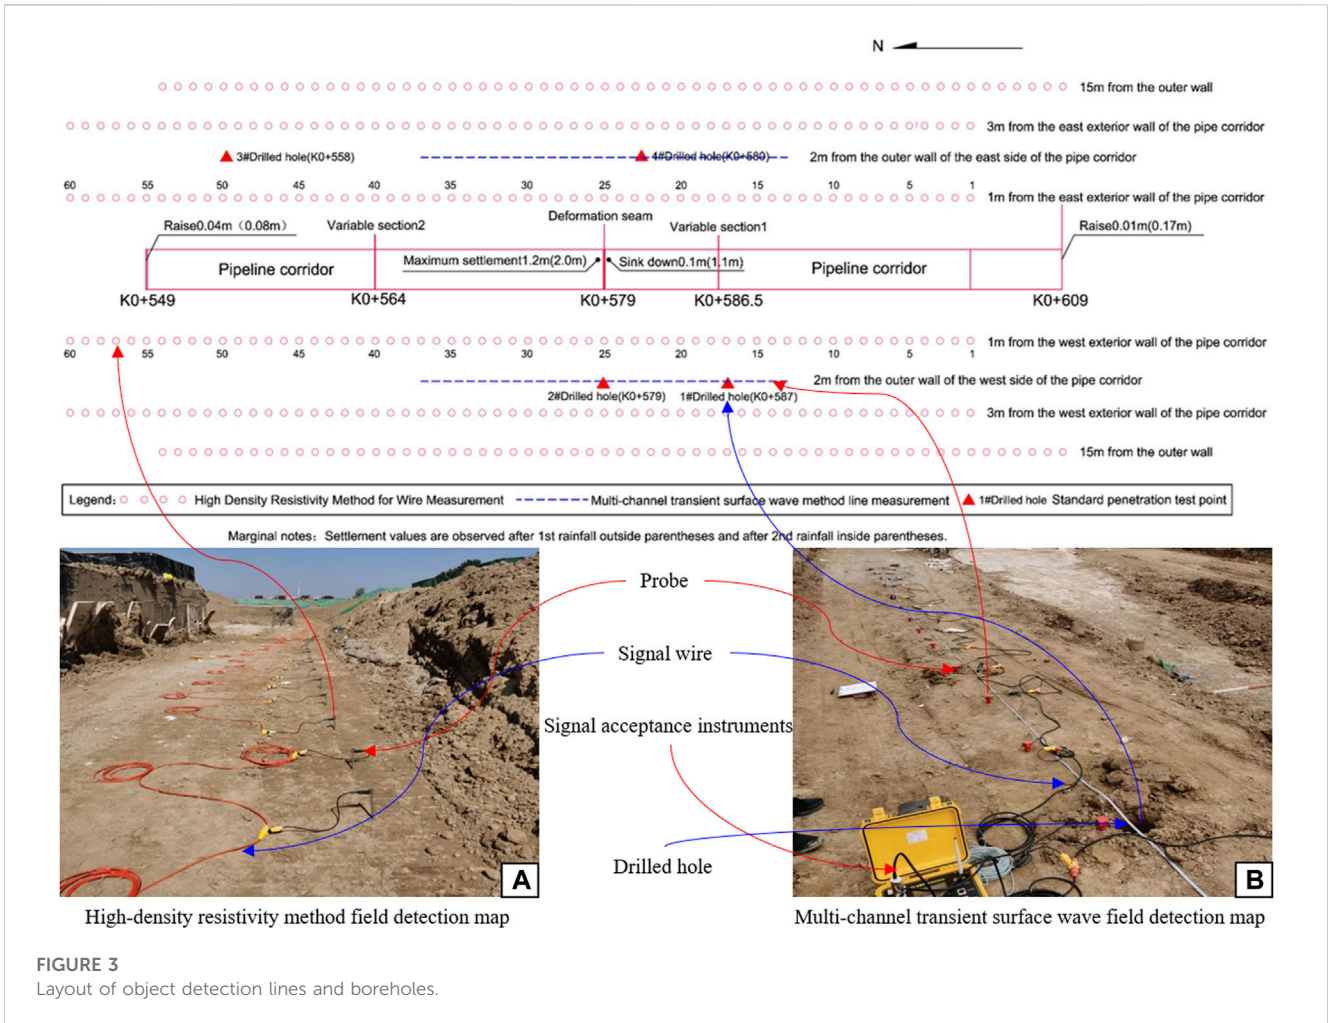 N
15m from the outer wall
3m from the east exterior wall of the pipe corridor
3#Drilled hole(K0+558)
4#Drilled hole(K0+580)
2m from the outer wall of the east side of the pipe corridor
60 55 50 45 40 35 30 25 20 15 10 5 1
1m from the east exterior wall of the pipe corridor
Raise0.04m（0.08m）
Variable section2
Deformation seam
Variable section1
Raise0.01m(0.17m)
Pipeline corridor
Maximum settlement1.2m(2.0m)
Sink down0.1m(1.1m)
Pipeline corridor
K0+549 K0+564 K0+579 K0+586.5 K0+609
1m from the west exterior wall of the pipe corridor
60 55 50 45 40 35 30 25 20 15 10 5 1
2m from the outer wall of the west side of the pipe corridor
2#Drilled hole(K0+579) 1#Drilled hole(K0+587)
3m from the west exterior wall of the pipe corridor
15m from the outer wall
Legend: High Density Resistivity Method for Wire Measurement Multi-channel transient surface wave method line measurement 1#Drilled hole Standard penetration test point
Marginal notes: Settlement values are observed after 1st rainfall outside parentheses and after 2nd rainfall inside parentheses.
Probe
Signal wire
Signal acceptance instruments
Drilled hole
A
B
High-density resistivity method field detection map
Multi-channel transient surface wave field detection map
FIGURE 3
Layout of object detection lines and boreholes.